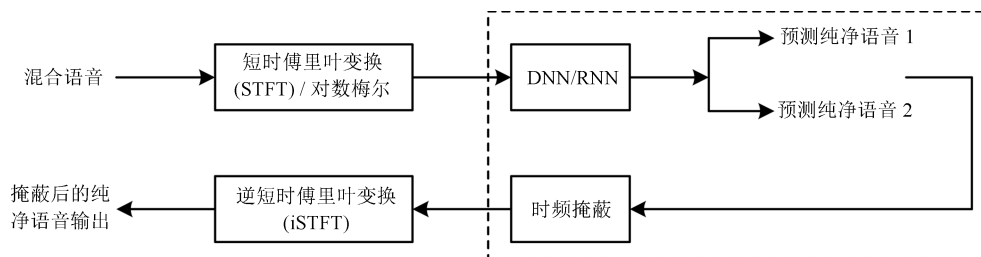 混合语音
短时傅里叶变换
(STFT) / 对数梅尔
DNN/RNN
预测纯净语音 1
预测纯净语音 2
时频掩蔽
逆短时傅里叶变换
(iSTFT)
掩蔽后的纯
净语音输出